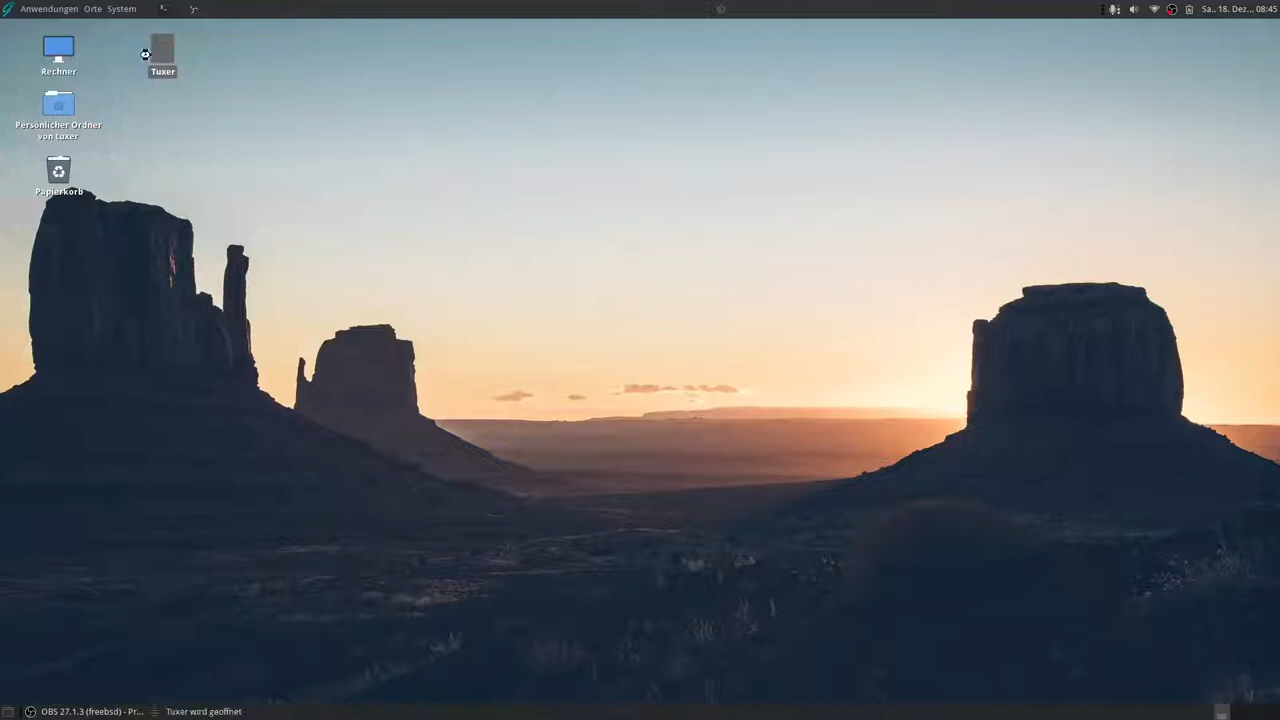 Anwendungen Orte System
Sa., 18. Dez... 08:45
Rechner
Tuxer
Persönlicher Ordner
von tuxer
Papierkorb
OBS 27.1.3 (freebsd) - Pr...
Tuxer wird geöffnet